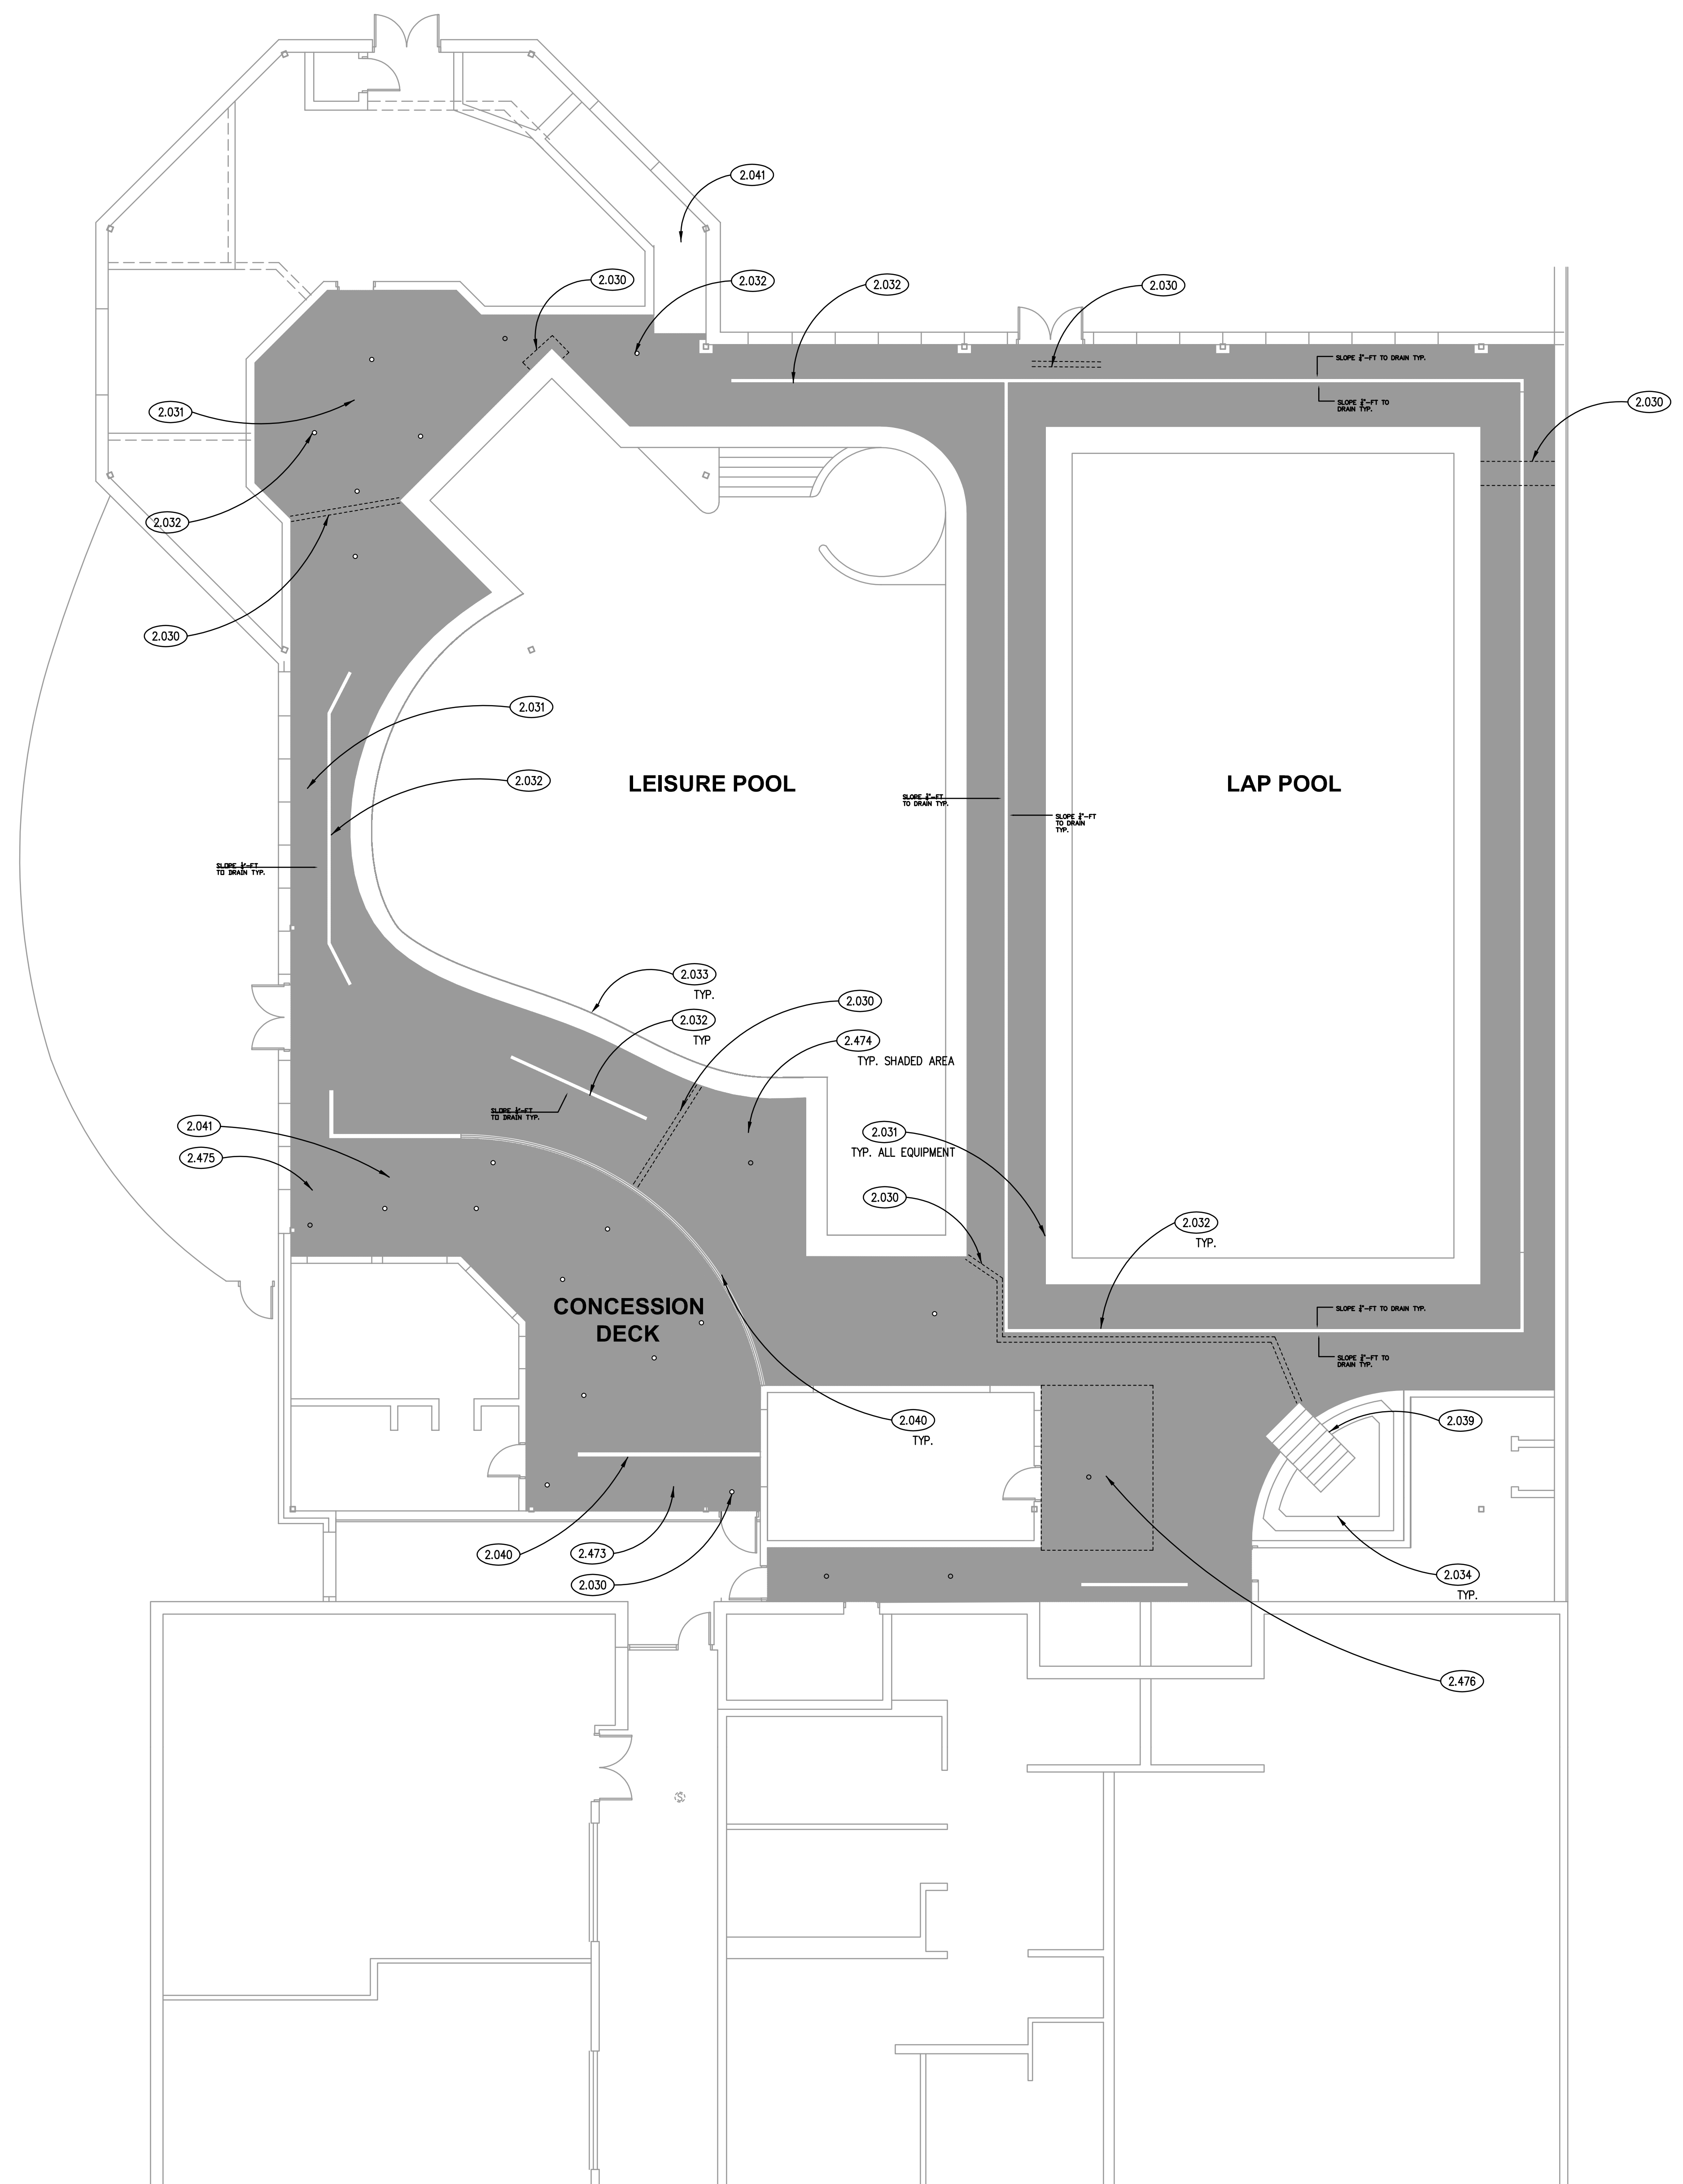 2.041
2.030
2.032
2.032
2.030
SLOPE ⅛"-FT TO DRAIN TYP.
SLOPE ⅛"-FT TO
DRAIN TYP.
2.030
2.031
2.032
2.030
2.031
2.032
LEISURE POOL
LAP POOL
SLOPE ⅛"-FT
TO DRAIN TYP.
SLOPE ⅛"-FT
TO DRAIN
TYP.
SLOPE ⅛"-FT
TO DRAIN TYP.
2.033
TYP.
2.030
2.032
TYP
2.474
TYP. SHADED AREA
SLOPE ⅛"-FT
TO DRAIN TYP.
2.041
2.475
2.031
TYP. ALL EQUIPMENT
2.030
2.032
TYP.
CONCESSION
DECK
SLOPE ⅛"-FT TO DRAIN TYP.
SLOPE ⅛"-FT TO
DRAIN TYP.
2.040
TYP.
2.039
2.040
2.473
2.030
2.034
TYP.
2.476
S